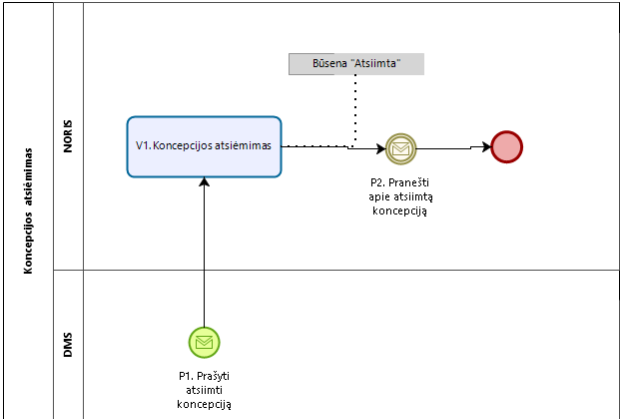 Koncepcijos atsiėmimas
NORIS
Būsena "Atsiimta"
V1.Koncepcijos atsiėmimas
P2. Pranešti
apie atsiimtą
koncepciją
DMS
P1. Prašyti
atsiimti
koncepciją